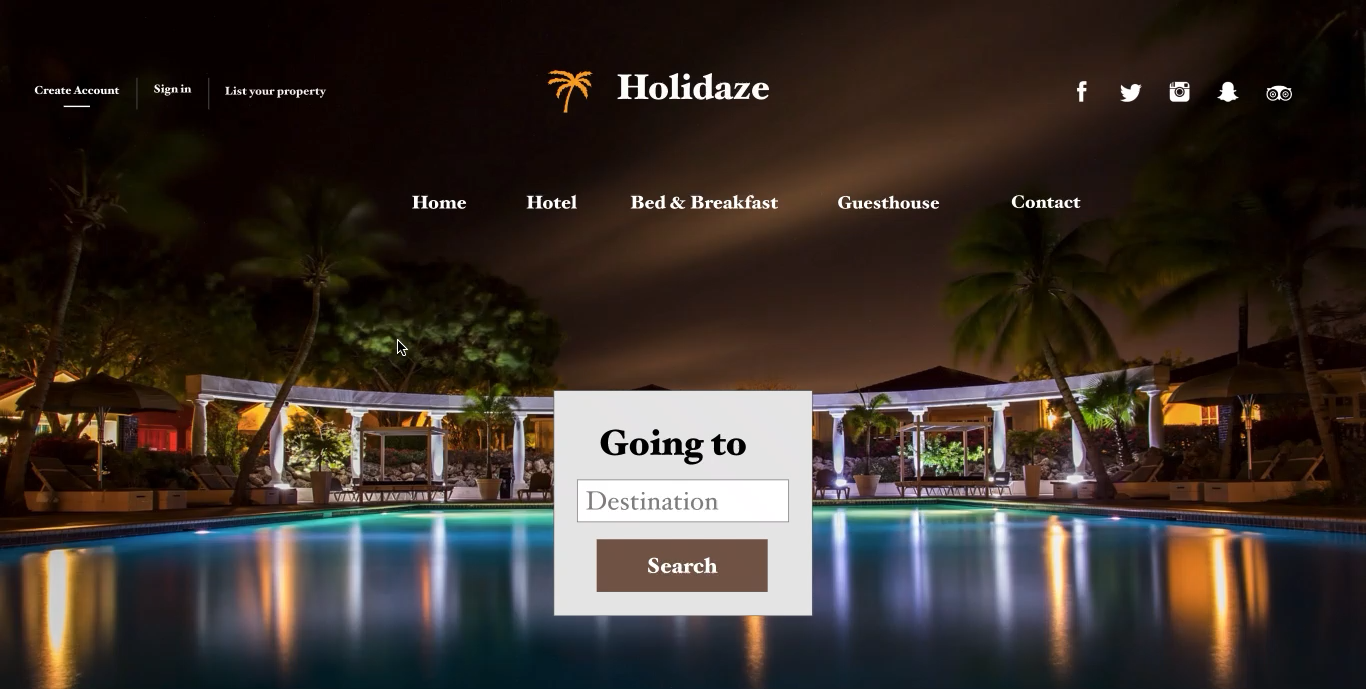 Create Account
Sign in
List your property
Holidaze
Home
Hotel
Bed & Breakfast
Guesthouse
Contact
Going to
Destination
Search